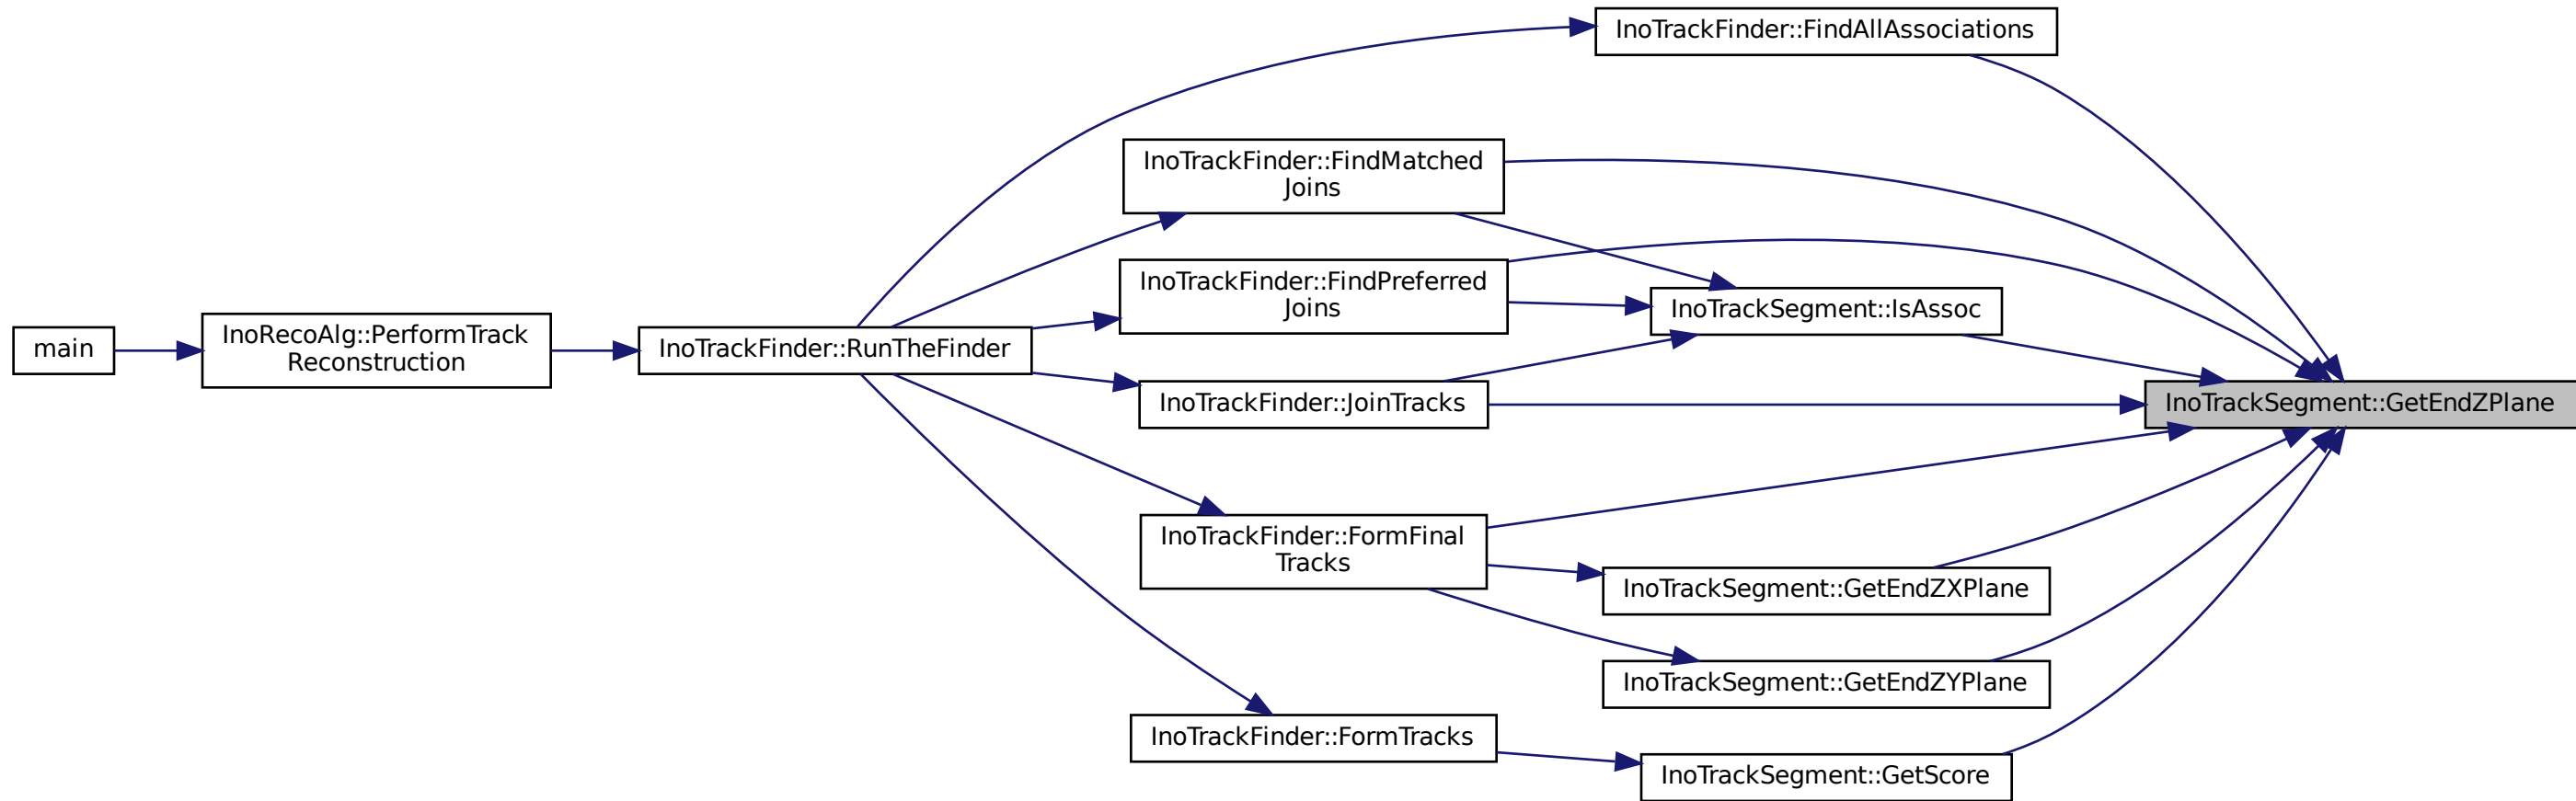 InoTrackFinder::FindAllAssociations
InoTrackFinder::FindMatched
Joins
InoTrackFinder::FindPreferred
Joins
InoTrackSegment::IsAssoc
main
InoRecoAlg::PerformTrack
Reconstruction
InoTrackFinder::RunTheFinder
InoTrackFinder::JoinTracks
InoTrackSegment::GetEndZPlane
InoTrackFinder::FormFinal
Tracks
InoTrackSegment::GetEndZXPlane
InoTrackSegment::GetEndZYPlane
InoTrackFinder::FormTracks
InoTrackSegment::GetScore